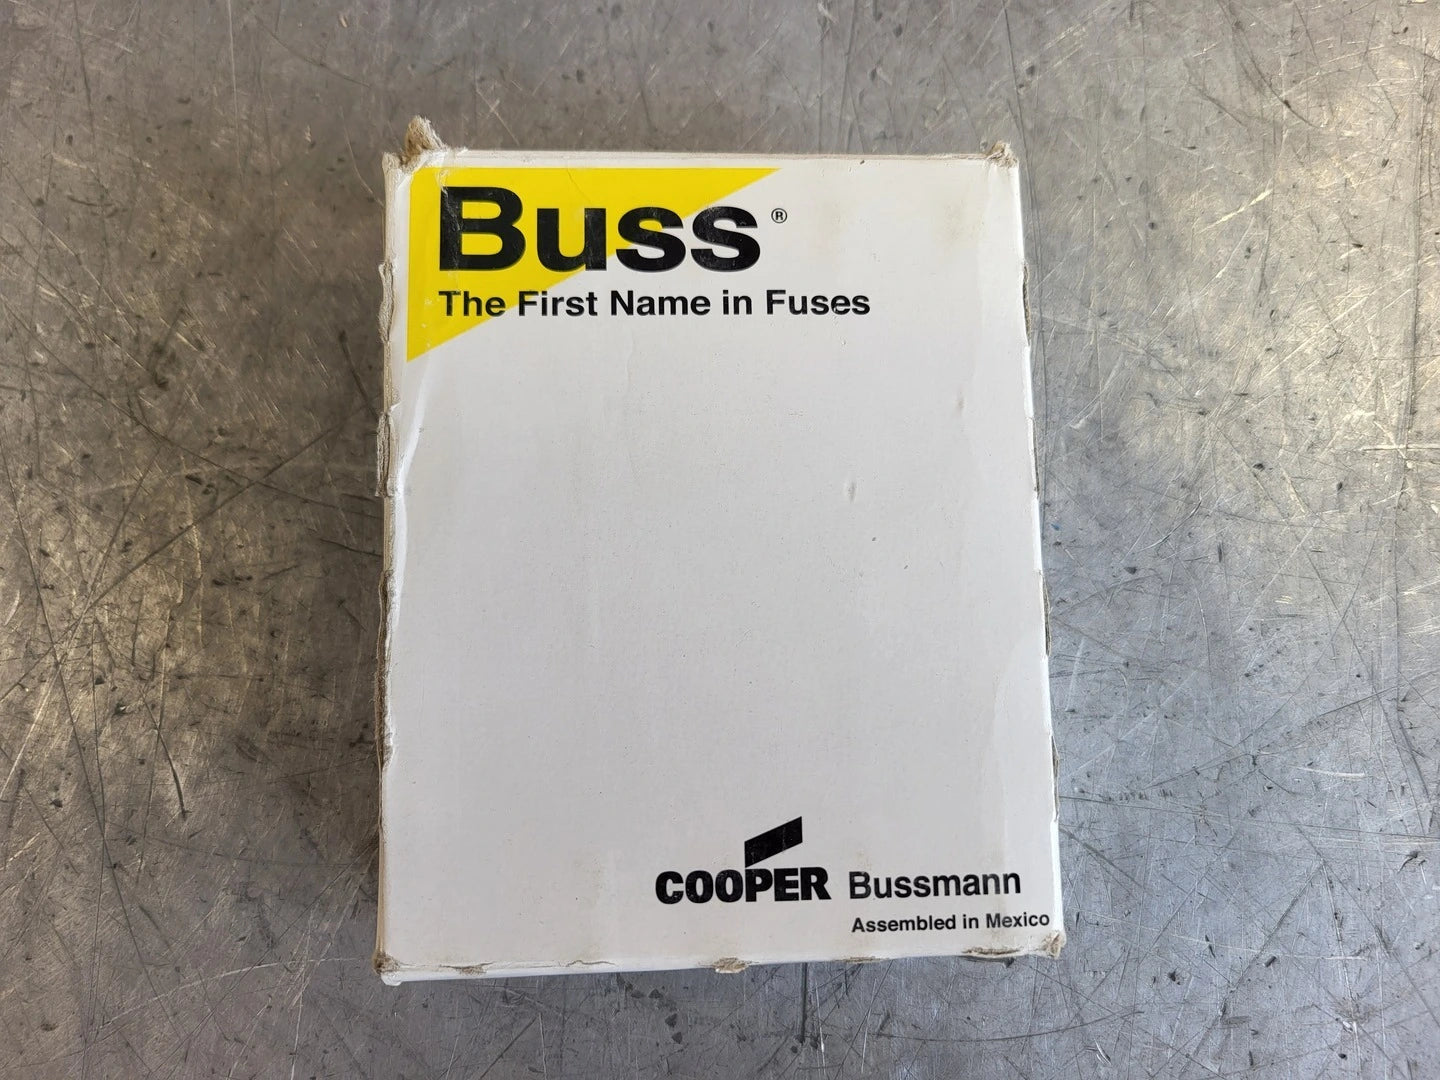 Buss®
The First Name in Fuses
COOPER Bussmann
Assembled in Mexico